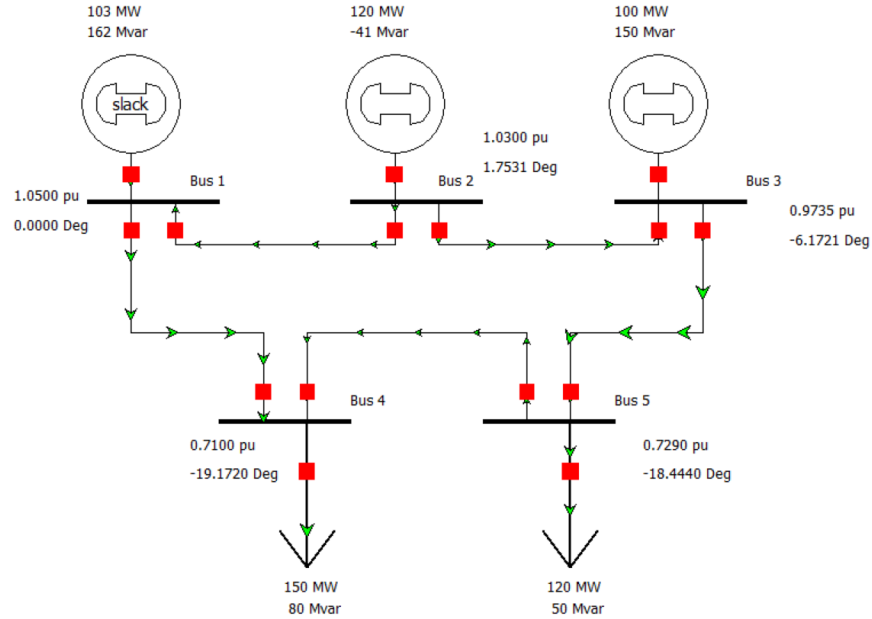 103 MW
162 Mvar
120 MW
-41 Mvar
100 MW
150 Mvar
slack
1.0300 pu
1.7531 Deg
Bus 1
Bus 2
Bus 3
1.0500 pu
0.0000 Deg
0.9735 pu
-6.1721 Deg
Bus 4
Bus 5
0.7100 pu
-19.1720 Deg
0.7290 pu
-18.4440 Deg
150 MW
80 Mvar
120 MW
50 Mvar